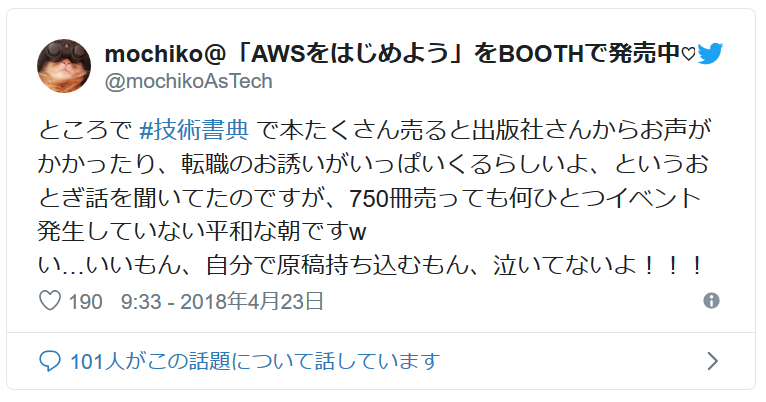 mochiko@「AWSをはじめよう」をBOOTHで発売中♡
@mochikoAsTech
ところで #技術書典 で本たくさん売ると出版社さんからお声が
かかったり、転職のお誘いがいっぱいくるらしいよ、というお
とぎ話を聞いてたのですが、750冊売っても何ひとつイベント
発生していない平和な朝ですw
い…いいもん、自分で原稿持ち込むもん、泣いてないよ！！！
190 9:33 - 2018年4月23日
101人がこの話題について話しています